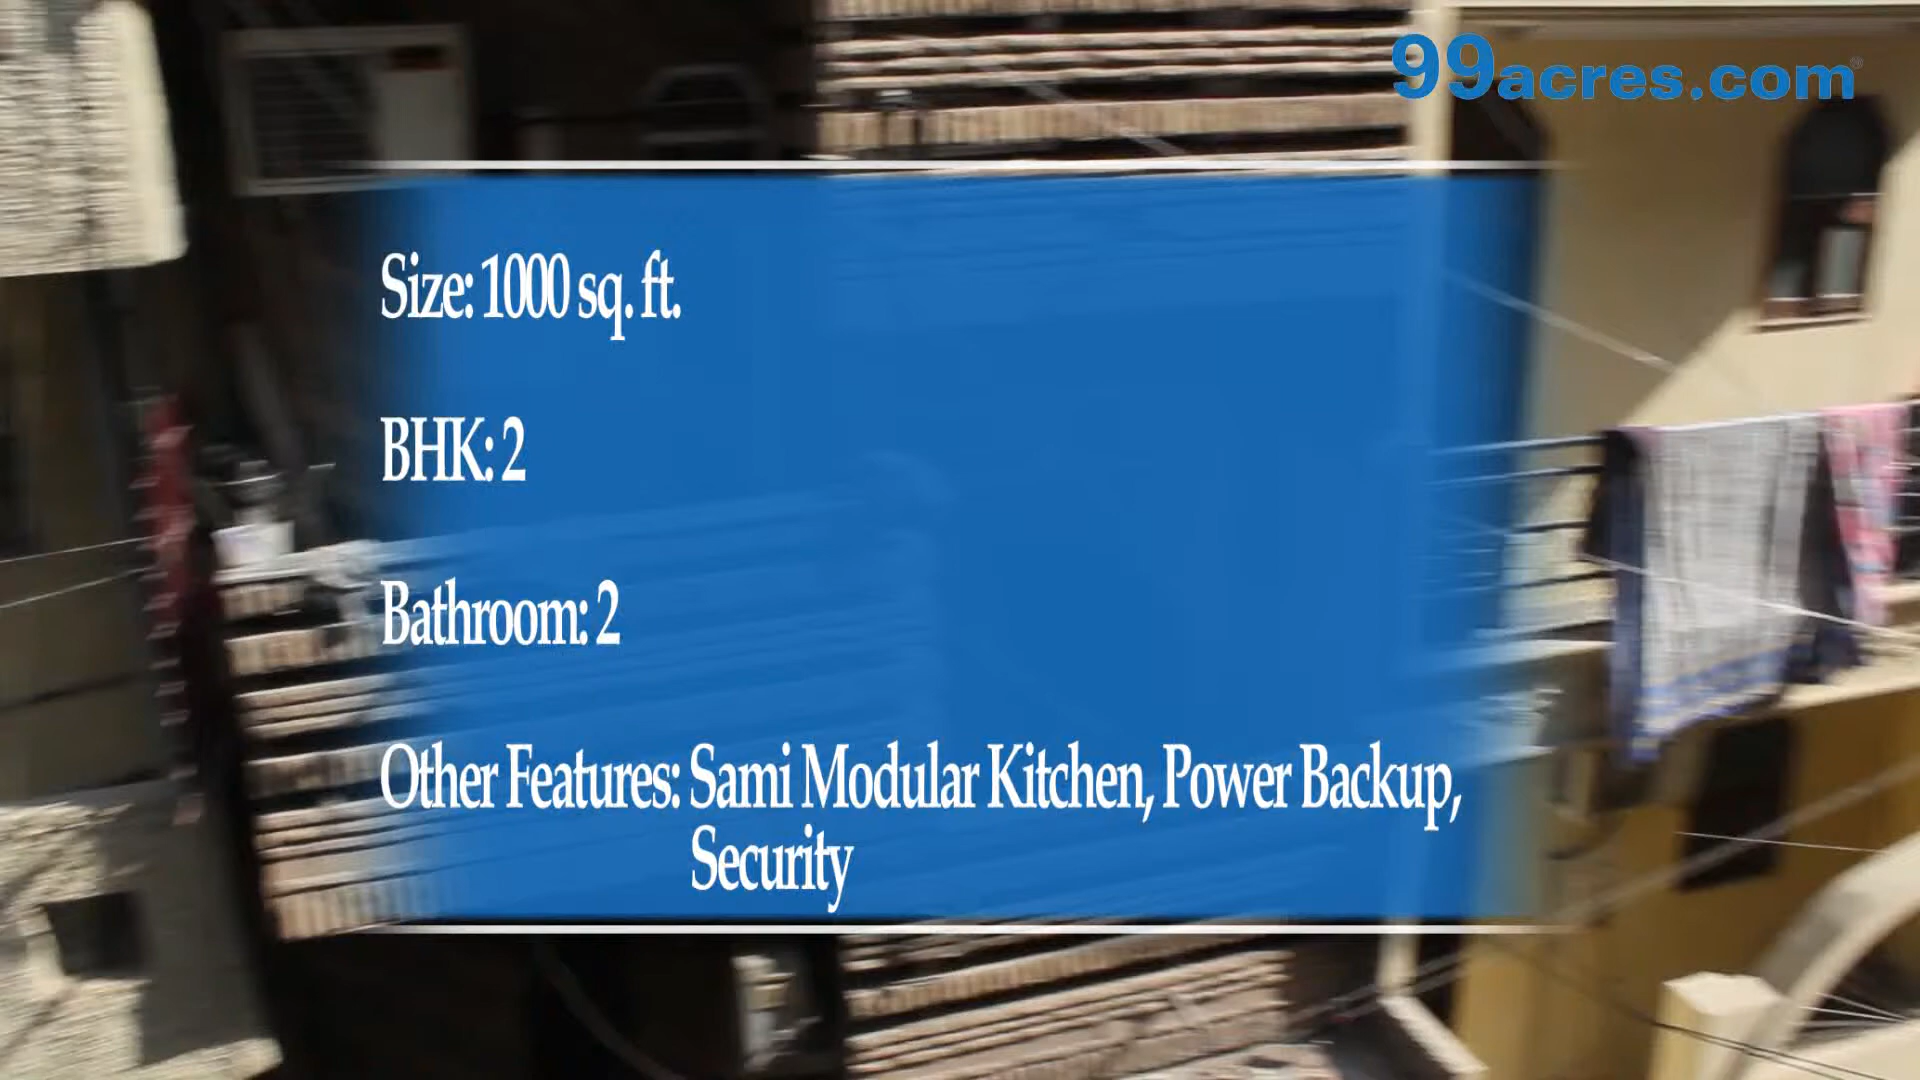 99acres.com®
Size: 1000 sq. ft.
BHK: 2
Bathroom: 2
Other Features: Sami Modular Kitchen, Power Backup,
Security